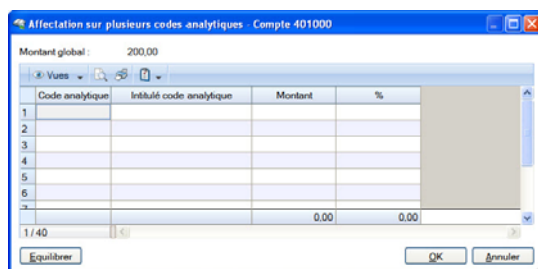 Affectation sur plusieurs codes analytiques - Compte 401000
Montant global : 200,00
Vues
Code analytique Intitulé code analytique Montant %
1
2
3
4
5
6
7
0,00 0,00
1 / 40
Equilibrer OK Annuler